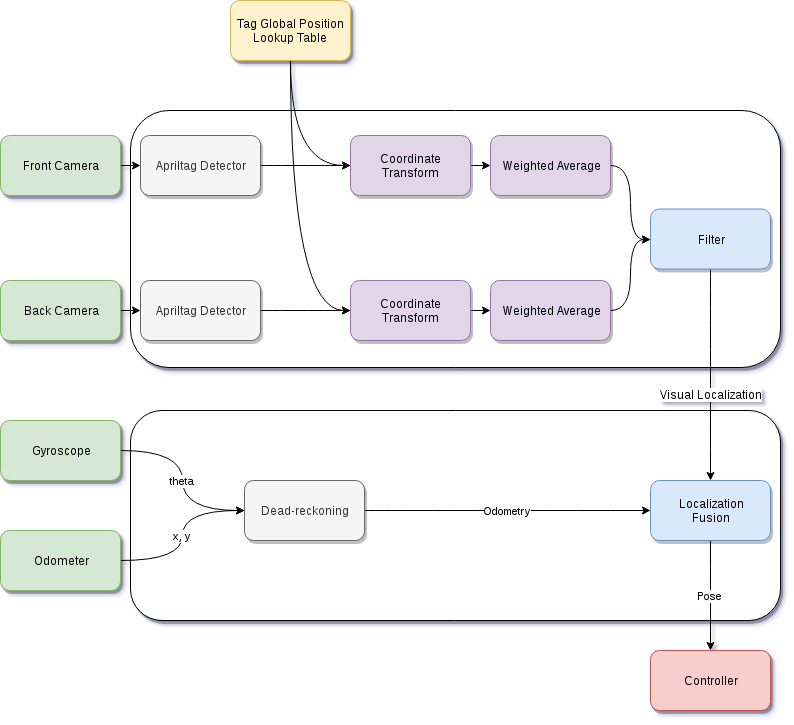 Tag Global Position
Lookup Table
Front Camera
Apriltag Detector
Coordinate
Transform
Weighted Average
Filter
Back Camera
Apriltag Detector
Coordinate
Transform
Weighted Average
Visual Localization
Gyroscope
theta
Dead-reckoning
Odometry
Localization
Fusion
x, y
Odometer
Pose
Controller